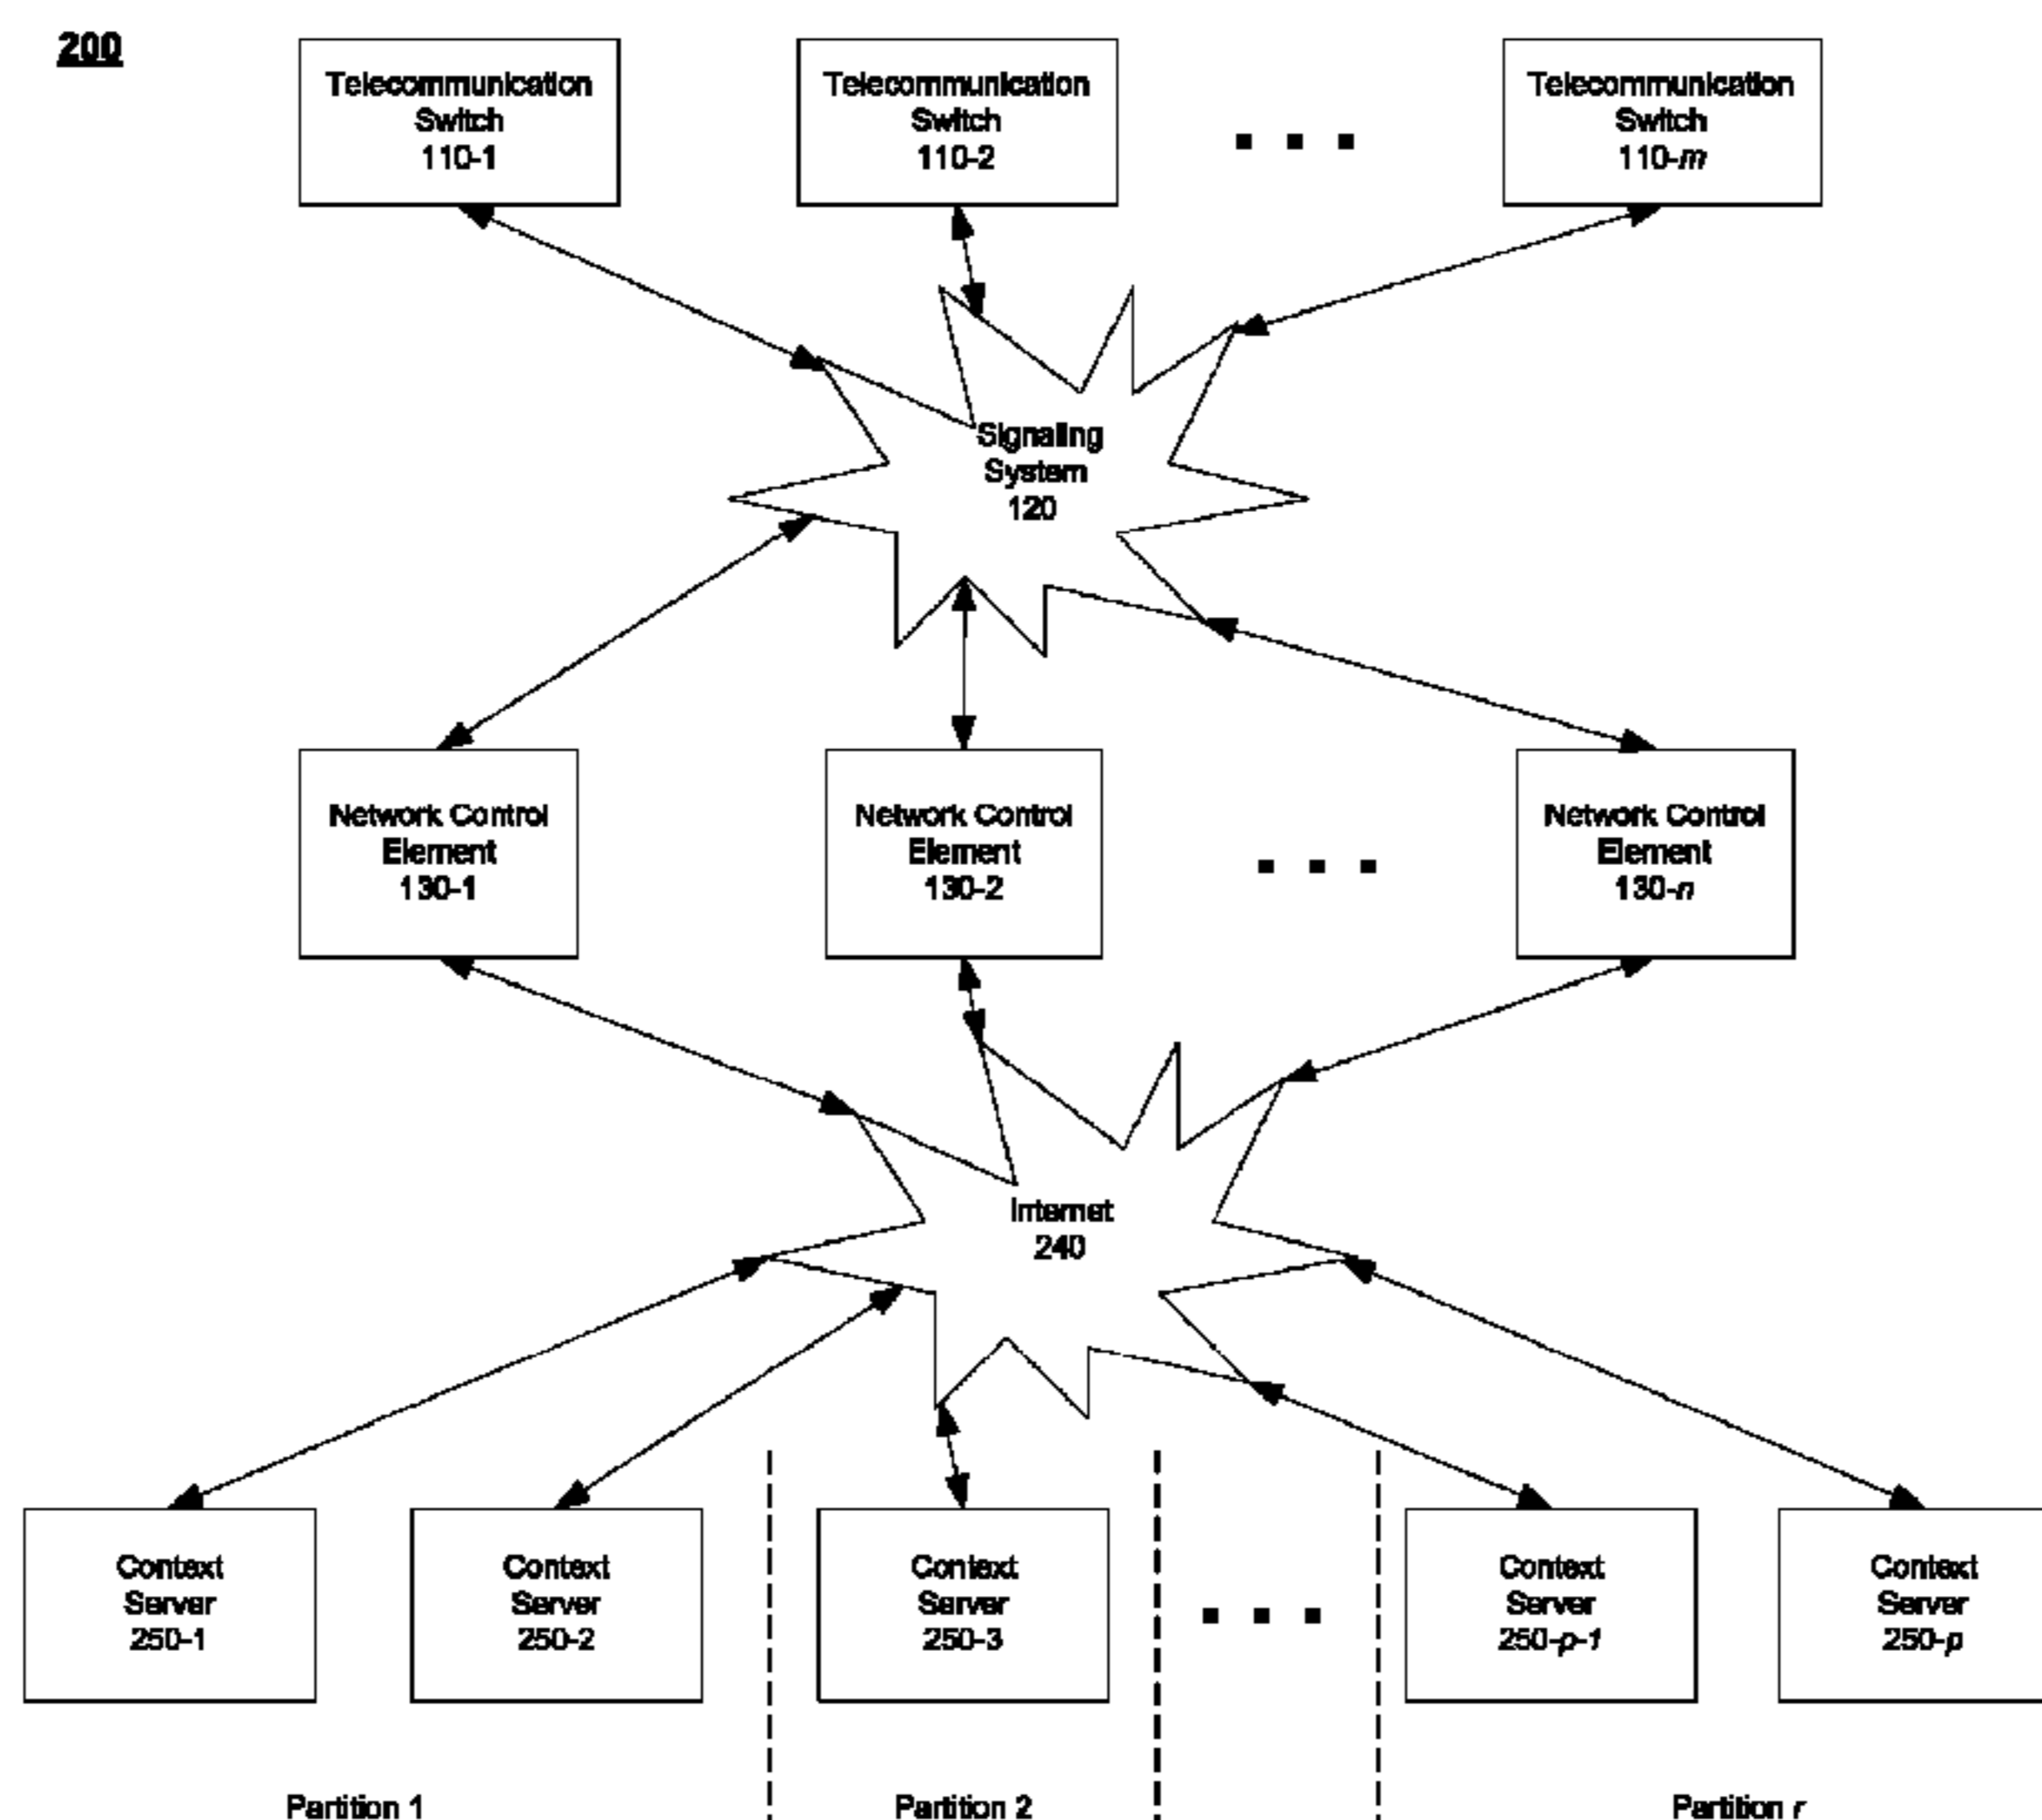 200
Telecommunication
Switch
110-1
Telecommunication
Switch
110-2
Telecommunication
Switch
110-m
Signaling
System
120
Network Control
Element
130-1
Network Control
Element
130-2
Network Control
Element
130-n
Internet
240
Context
Server
250-1
Context
Server
250-2
Context
Server
250-3
Context
Server
250-p-1
Context
Server
250-p
Partition 1
Partition 2
Partition r